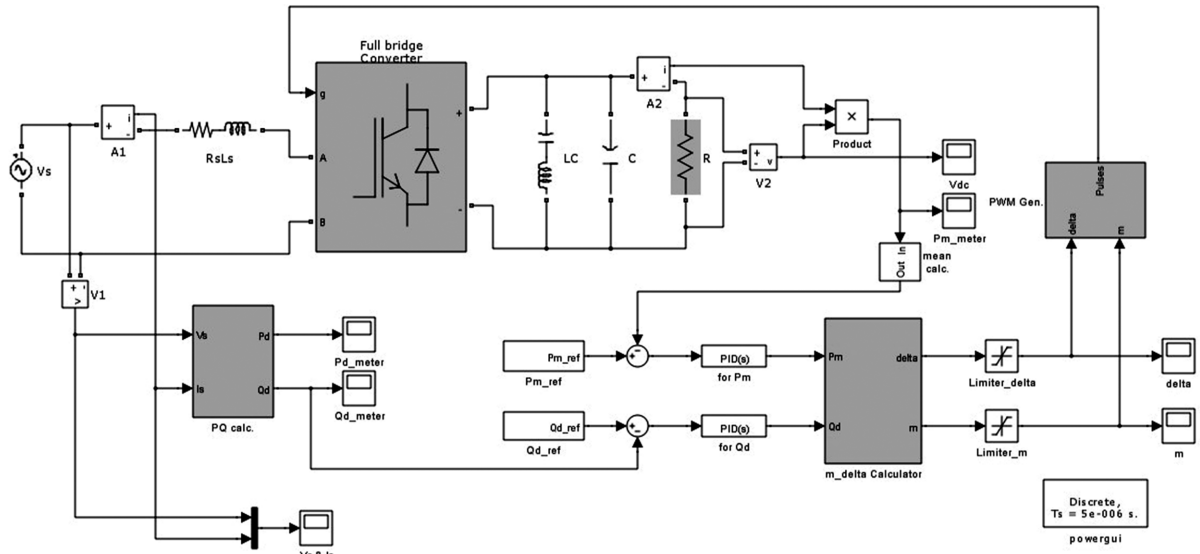 Full bridge
Converter
g
A
B
+
-
Vs
A1
+
i
-
RsLs
LC
C
A2
+
i
-
R
+
-
v
V2
×
Product
Vdc
Pm_meter
Out In
mean
calc.
PWM Gen.
Pulses
delta
m
+
-
v
V1
Vs
Is
Pd
Qd
PQ calc.
Pd_meter
Qd_meter
Pm_ref
Pm_ref
Qd_ref
Qd_ref
+
-
+
-
PID(s)
for Pm
PID(s)
for Qd
Pm
Qd
delta
m
m_delta Calculator
Limiter_delta
Limiter_m
delta
m
Discrete,
Ts = 5e-006 s.
powergui